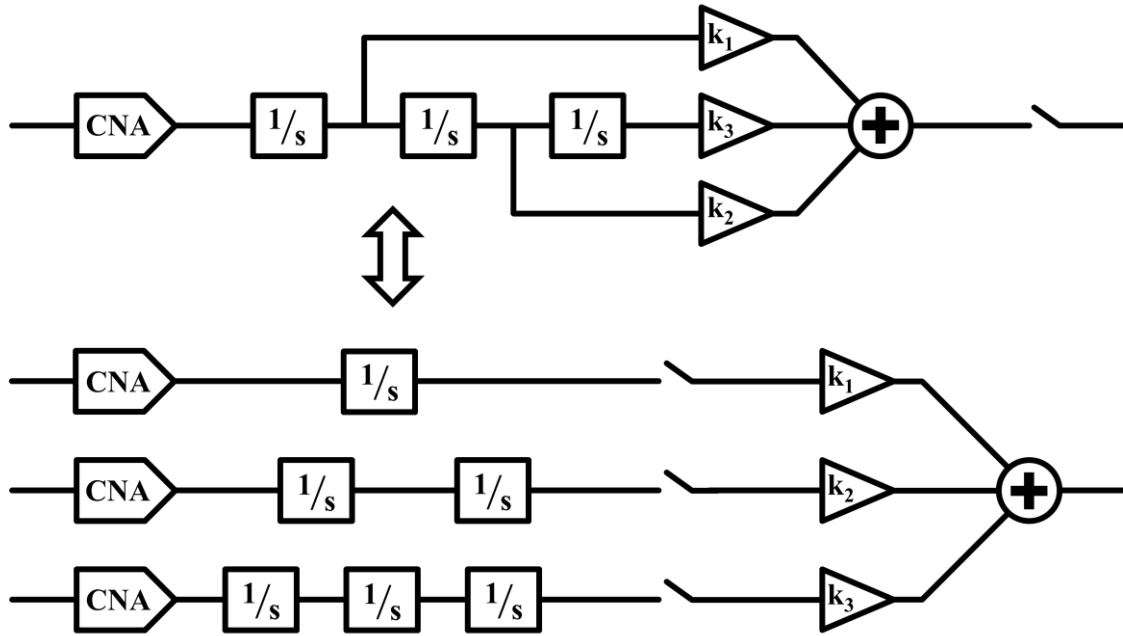 k₁
CNA 1/s 1/s 1/s k₃ +
k₂
CNA 1/s k₁
CNA 1/s 1/s k₂ +
CNA 1/s 1/s 1/s k₃